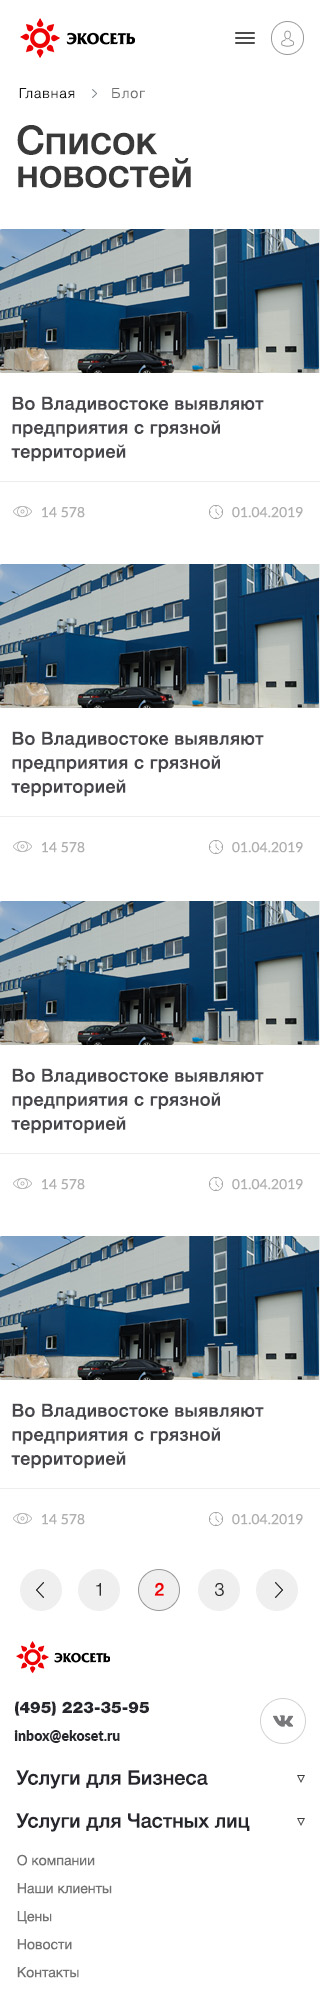 ЭКОСЕТЬ
Главная > Блог
Список
новостей
Во Владивостоке выявляют
предприятия с грязной
территорией
14 578 01.04.2019
Во Владивостоке выявляют
предприятия с грязной
территорией
14 578 01.04.2019
Во Владивостоке выявляют
предприятия с грязной
территорией
14 578 01.04.2019
Во Владивостоке выявляют
предприятия с грязной
территорией
14 578 01.04.2019
< 1 2 3 >
ЭКОСЕТЬ
(495) 223-35-95
inbox@ekoset.ru
Услуги для Бизнеса
Услуги для Частных лиц
О компании
Наши клиенты
Цены
Новости
Контакты